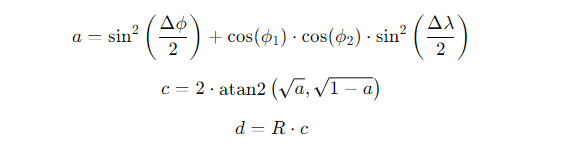 a = sin²(Δϕ/2) + cos(ϕ₁) · cos(ϕ₂) · sin²(Δλ/2)
c = 2 · atan2(√a, √1 − a)
d = R · c